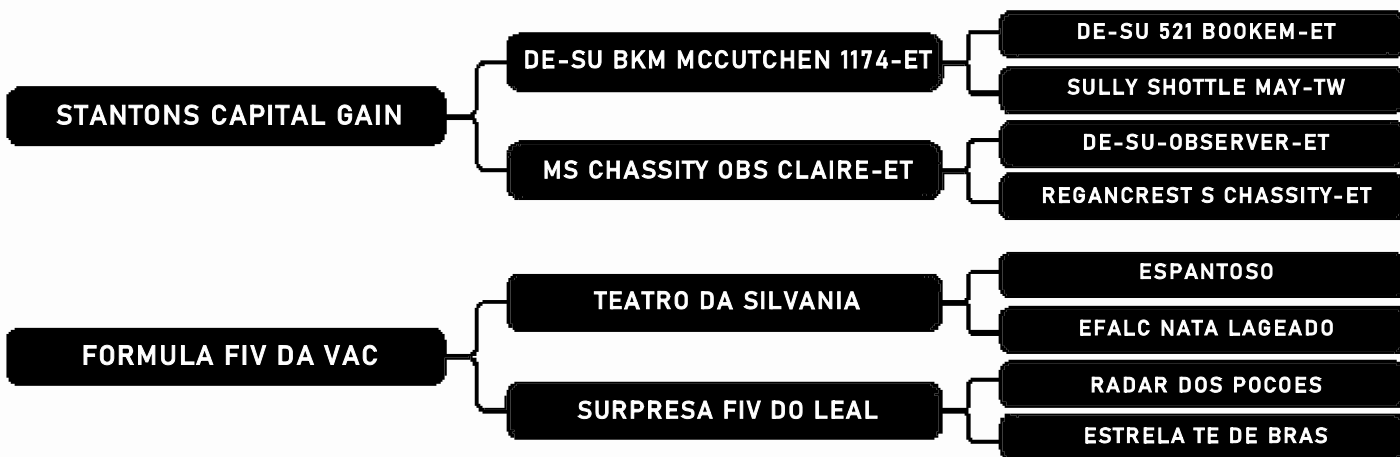 DE-SU 521 BOOKEM-ET
DE-SU BKM MCCUTCHEN 1174-ET
SULLY SHOTTLE MAY-TW
STANTONS CAPITAL GAIN
DE-SU-OBSERVER-ET
MS CHASSITY OBS CLAIRE-ET
REGANCREST S CHASSITY-ET
ESPANTOSO
TEATRO DA SILVANIA
EFALC NATA LAGEADO
FORMULA FIV DA VAC
RADAR DOS POCOES
SURPRESA FIV DO LEAL
ESTRELA TE DE BRAS